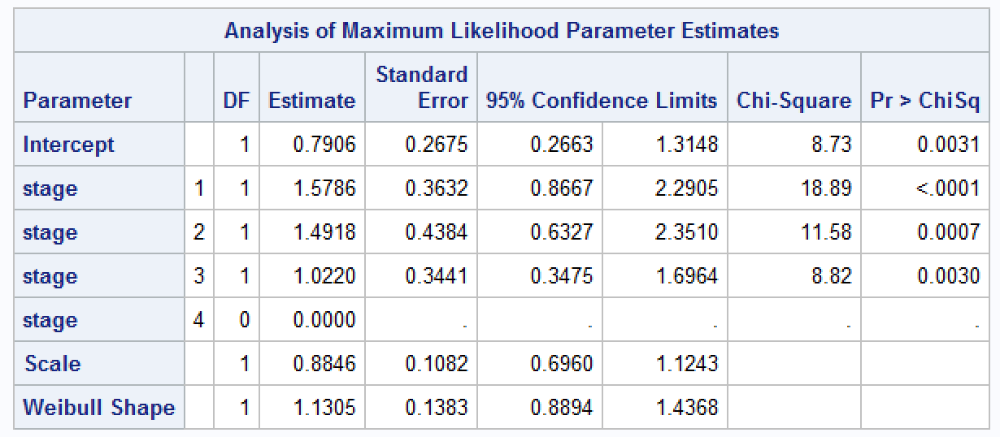 Analysis of Maximum Likelihood Parameter Estimates
Parameter DF Estimate Standard Error 95% Confidence Limits Chi-Square Pr > ChiSq
Intercept 1 0.7906 0.2675 0.2663 1.3148 8.73 0.0031
stage 1 1 1.5786 0.3632 0.8667 2.2905 18.89 <.0001
stage 2 1 1.4918 0.4384 0.6327 2.3510 11.58 0.0007
stage 3 1 1.0220 0.3441 0.3475 1.6964 8.82 0.0030
stage 4 0 0.0000 . . . . .
Scale 1 0.8846 0.1082 0.6960 1.1243
Weibull Shape 1 1.1305 0.1383 0.8894 1.4368